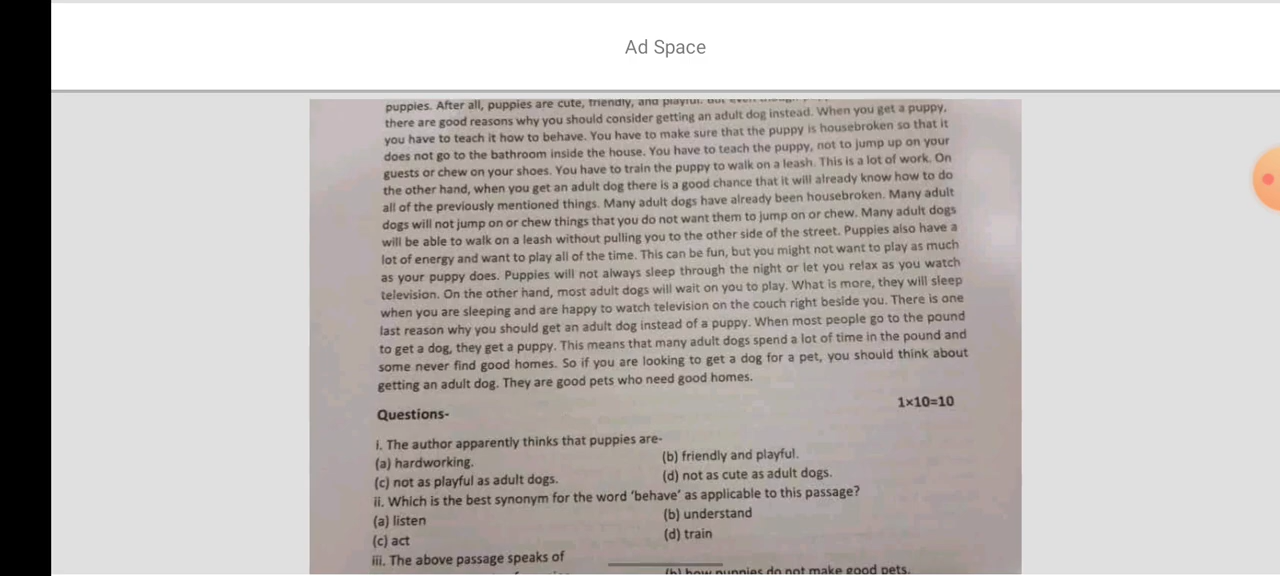 Ad Space
puppies. After all, puppies are cute, friendly, and playful. but even
there are good reasons why you should consider getting an adult dog instead. When you get a puppy,
you have to teach it how to behave. You have to make sure that the puppy is housebroken so that it
does not go to the bathroom inside the house. You have to teach the puppy, not to jump up on your
guests or chew on your shoes. You have to train the puppy to walk on a leash. This is a lot of work. On
the other hand, when you get an adult dog there is a good chance that it will already know how to do
all of the previously mentioned things. Many adult dogs have already been housebroken. Many adult
dogs will not jump on or chew things that you do not want them to jump on or chew. Many adult dogs
will be able to walk on a leash without pulling you to the other side of the street. Puppies also have a
lot of energy and want to play all of the time. This can be fun, but you might not want to play as much
as your puppy does. Puppies will not always sleep through the night or let you relax as you watch
television. On the other hand, most adult dogs will wait on you to play. What is more, they will sleep
when you are sleeping and are happy to watch television on the couch right beside you. There is one
last reason why you should get an adult dog instead of a puppy. When most people go to the pound
to get a dog, they get a puppy. This means that many adult dogs spend a lot of time in the pound and
some never find good homes. So if you are looking to get a dog for a pet, you should think about
getting an adult dog. They are good pets who need good homes.
Questions- 1×10=10
i. The author apparently thinks that puppies are-
(a) hardworking. (b) friendly and playful.
(c) not as playful as adult dogs. (d) not as cute as adult dogs.
ii. Which is the best synonym for the word 'behave' as applicable to this passage?
(a) listen (b) understand
(c) act (d) train
iii. The above passage speaks of
(b) how puppies do not make good pets.